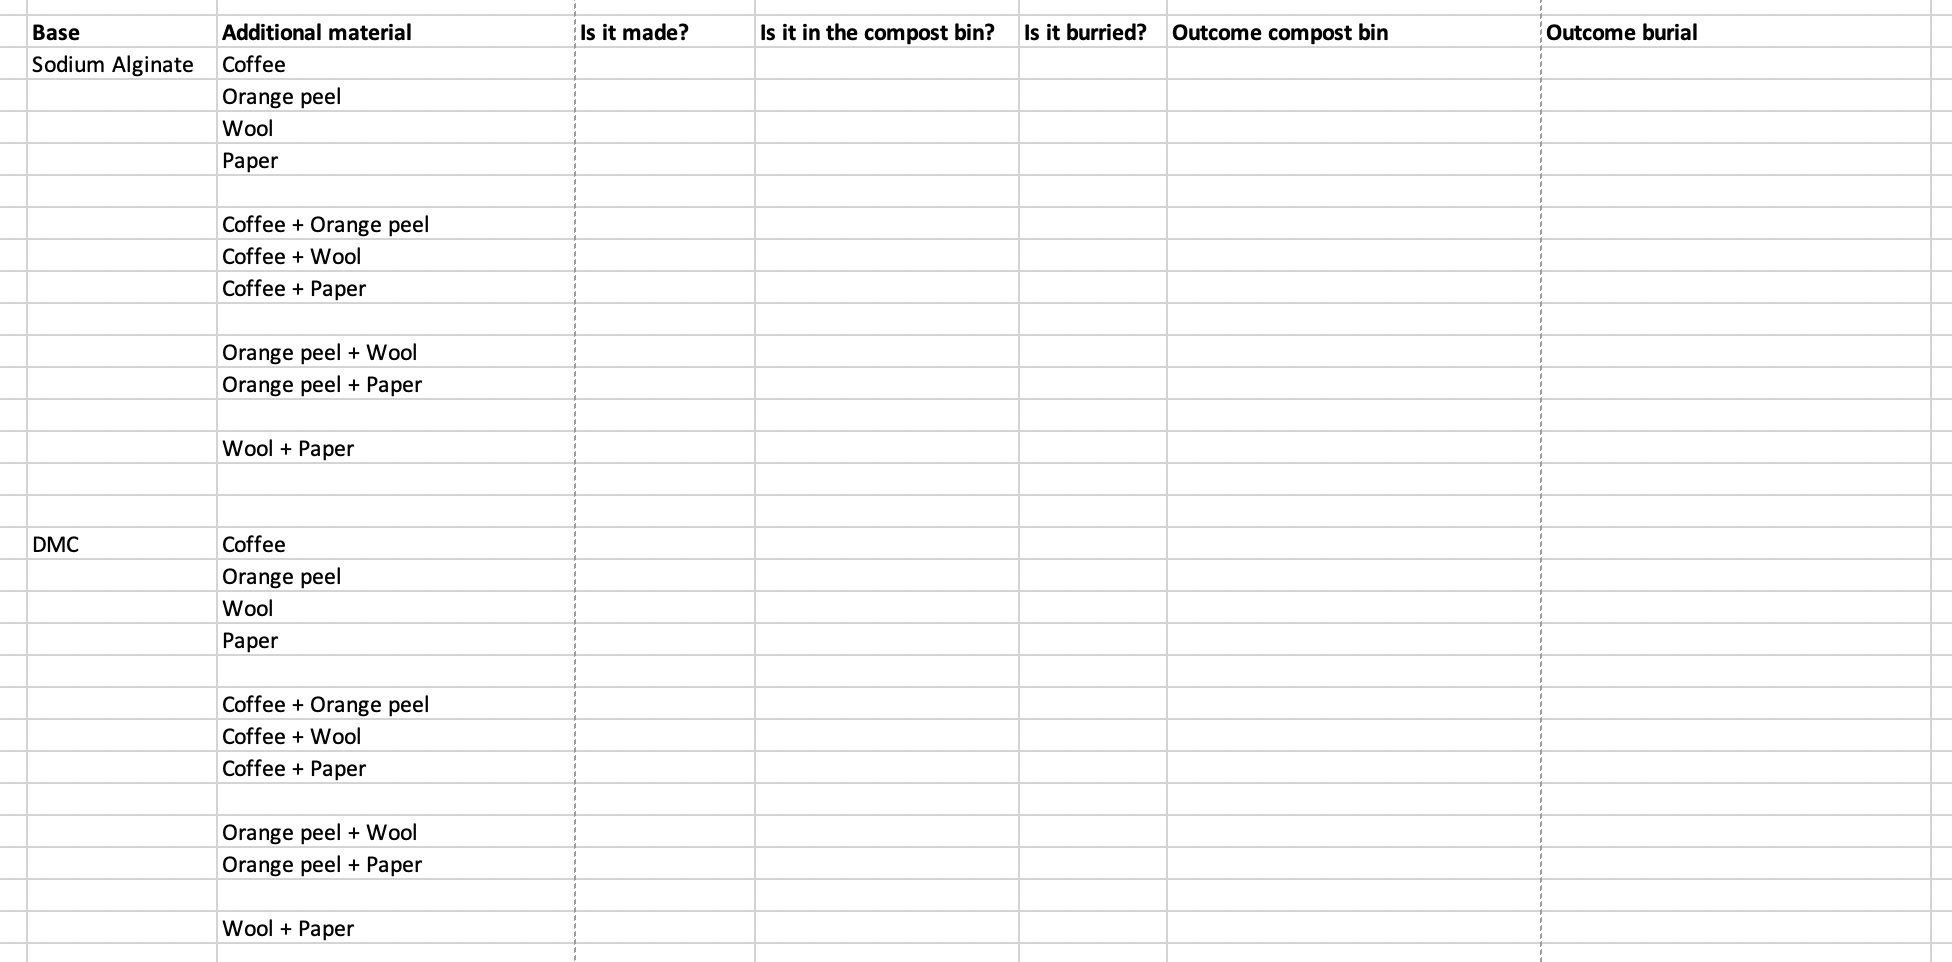 Base Additional material Is it made? Is it in the compost bin? Is it burried? Outcome compost bin Outcome burial
Sodium Alginate Coffee
Orange peel
Wool
Paper
Coffee + Orange peel
Coffee + Wool
Coffee + Paper
Orange peel + Wool
Orange peel + Paper
Wool + Paper
DMC Coffee
Orange peel
Wool
Paper
Coffee + Orange peel
Coffee + Wool
Coffee + Paper
Orange peel + Wool
Orange peel + Paper
Wool + Paper